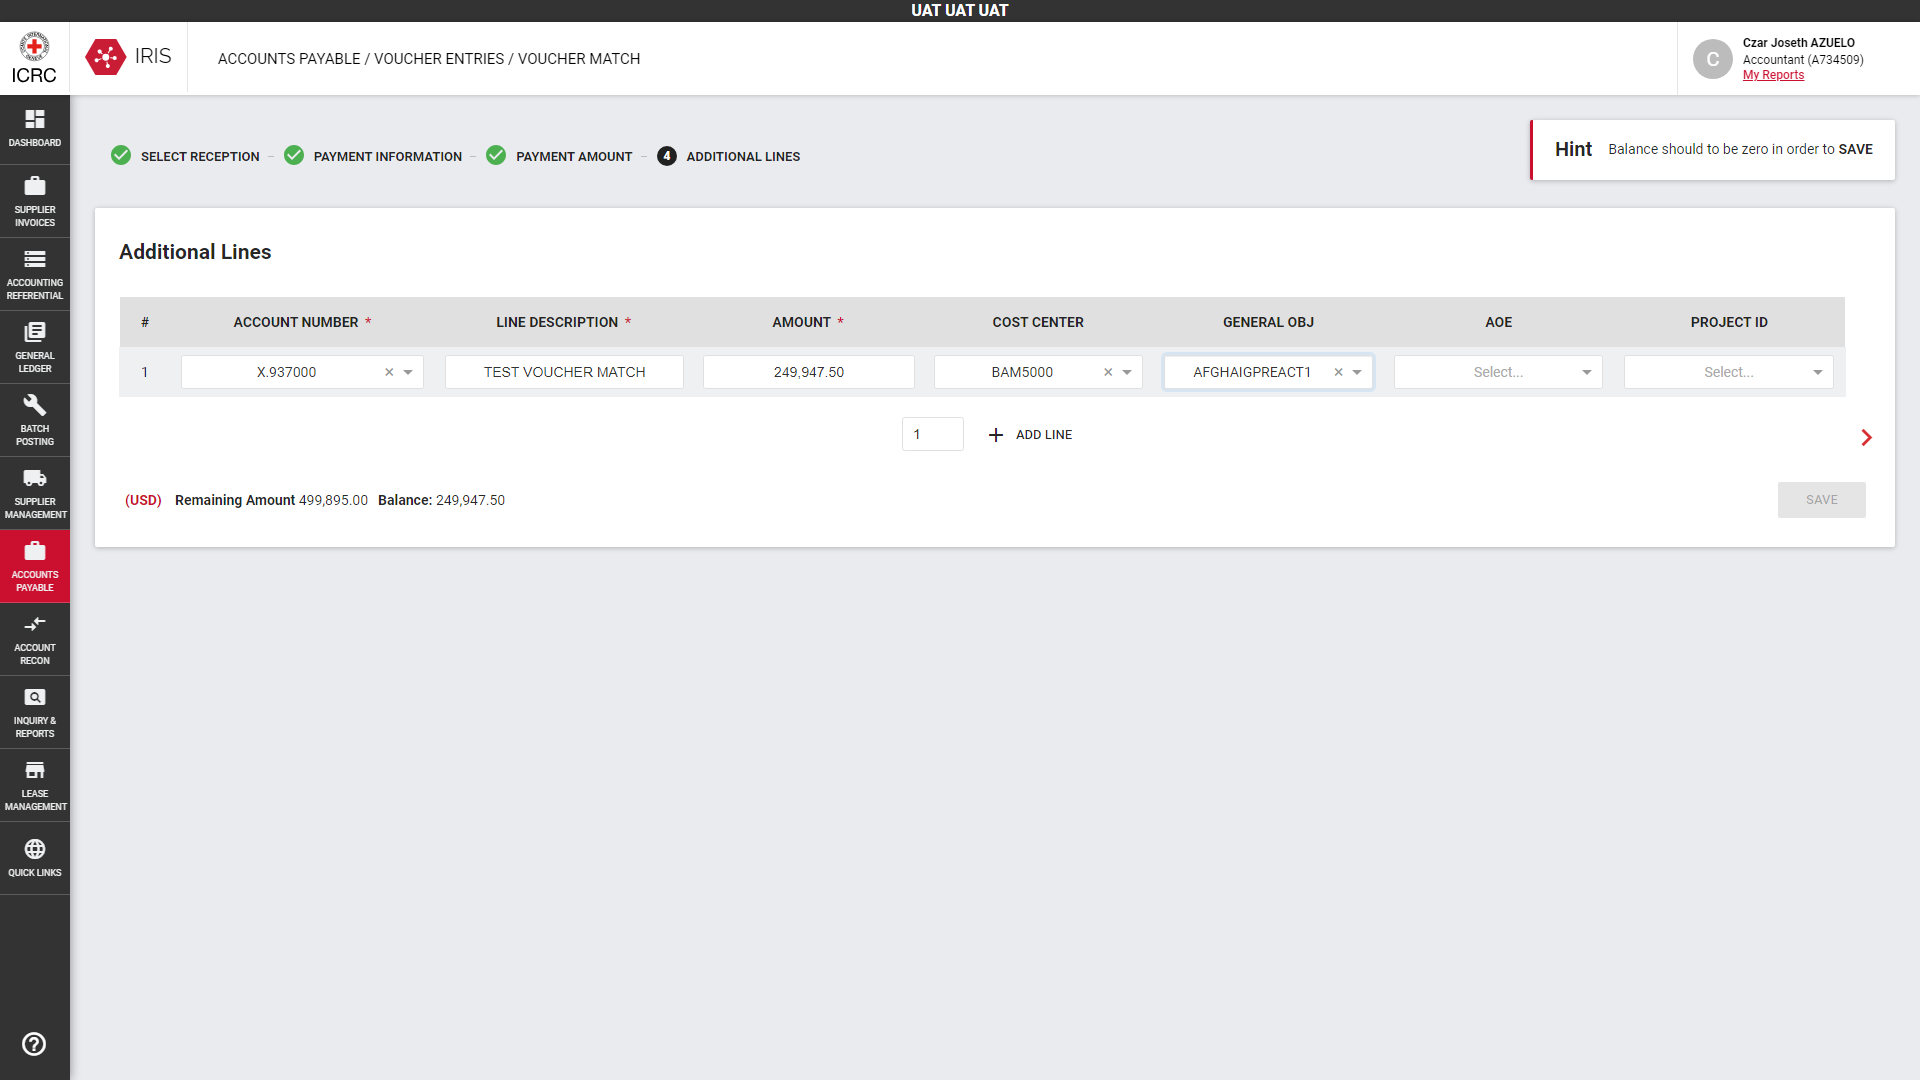 UAT UAT UAT
ICRC
IRIS
ACCOUNTS PAYABLE / VOUCHER ENTRIES / VOUCHER MATCH
C
Czar Joseth AZUELO
Accountant (A734509)
My Reports
DASHBOARD
SUPPLIER
INVOICES
ACCOUNTING
REFERENTIAL
GENERAL
LEDGER
BATCH
POSTING
SUPPLIER
MANAGEMENT
ACCOUNTS
PAYABLE
ACCOUNT
RECON
INQUIRY &
REPORTS
LEASE
MANAGEMENT
QUICK LINKS
SELECT RECEPTION – PAYMENT INFORMATION – PAYMENT AMOUNT – 4 ADDITIONAL LINES
Hint Balance should to be zero in order to SAVE
Additional Lines
# ACCOUNT NUMBER * LINE DESCRIPTION * AMOUNT * COST CENTER GENERAL OBJ AOE PROJECT ID
1 X.937000 TEST VOUCHER MATCH 249,947.50 BAM5000 AFGHAIGPREACT1 Select... Select...
1 ADD LINE
(USD) Remaining Amount 499,895.00 Balance: 249,947.50
SAVE